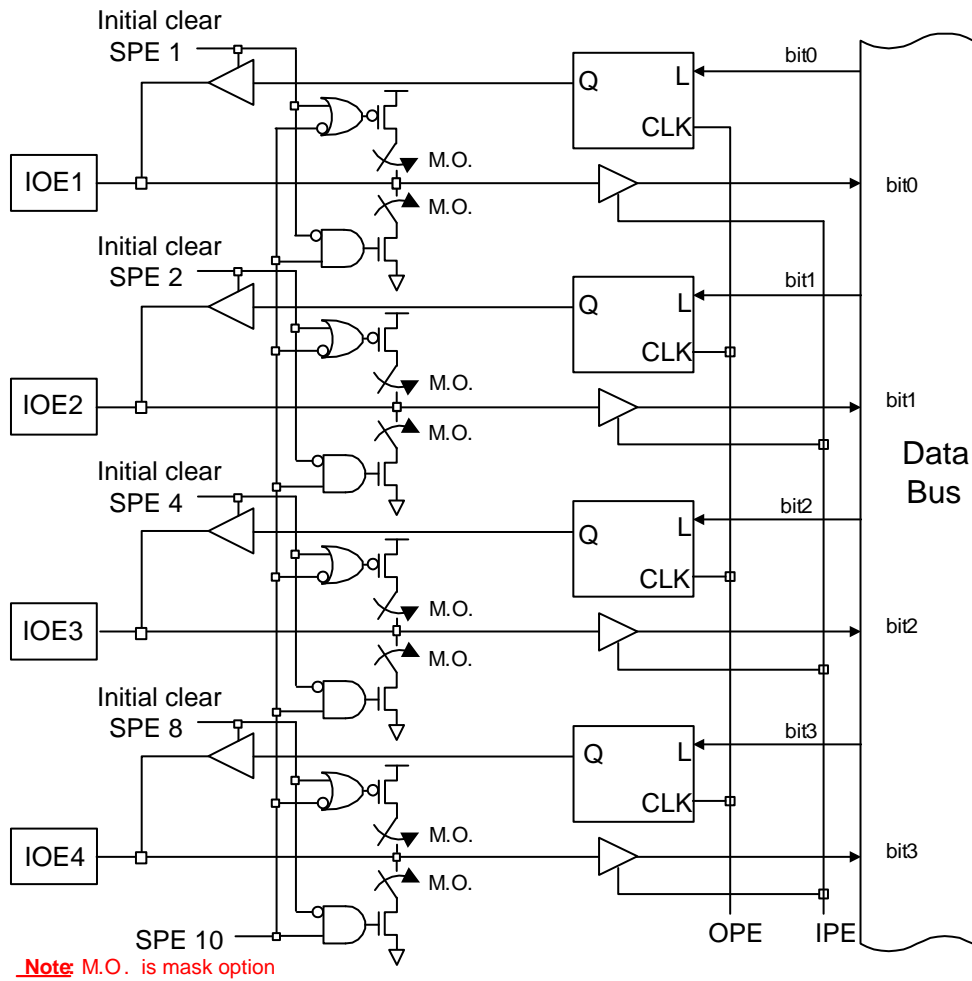 Initial clear
SPE 1
Q
L
bit0
CLK
M.O.
IOE1
bit0
M.O.
Initial clear
SPE 2
Q
L
bit1
CLK
M.O.
IOE2
bit1
M.O.
Data
Bus
Initial clear
SPE 4
Q
L
bit2
CLK
M.O.
IOE3
bit2
M.O.
Initial clear
SPE 8
Q
L
bit3
CLK
M.O.
IOE4
bit3
M.O.
SPE 10
OPE
IPE
Note: M.O. is mask option